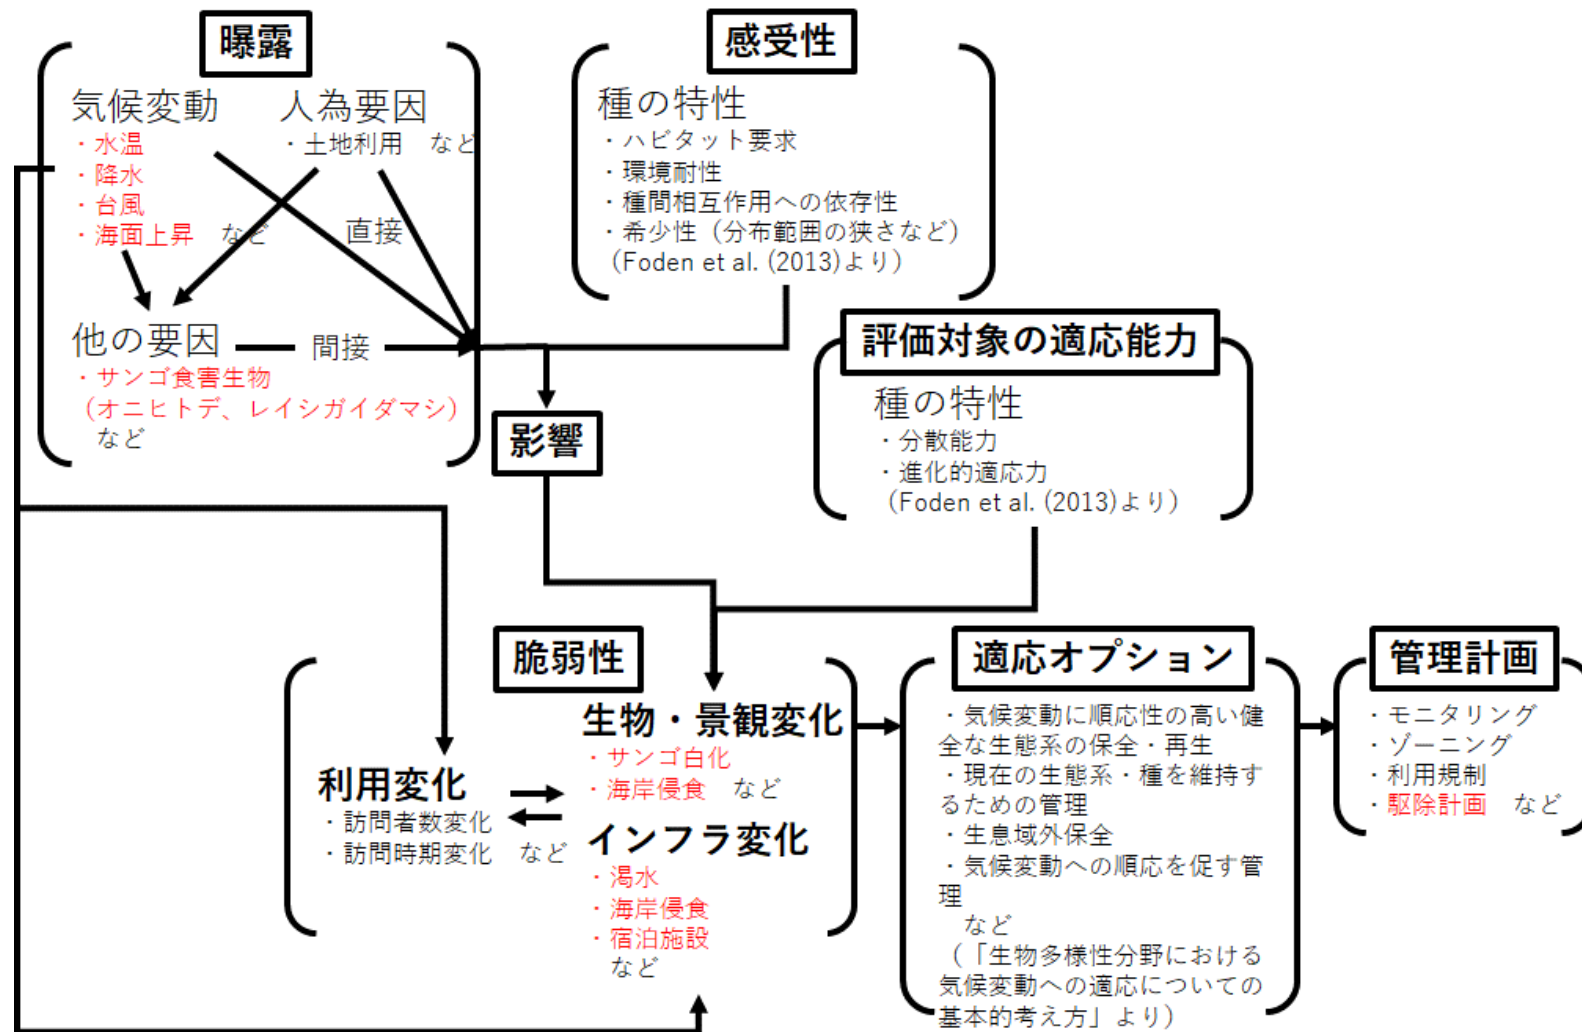 曝露
気候変動
・水温
・降水
・台風
・海面上昇 など
人為要因
・土地利用 など
直接
他の要因
間接
・サンゴ食害生物
（オニヒトデ、レイシガイダマシ）
など
感受性
種の特性
・ハビタット要求
・環境耐性
・種間相互作用への依存性
・希少性（分布範囲の狭さなど）
（Foden et al. (2013)より）
評価対象の適応能力
種の特性
・分散能力
・進化的適応力
（Foden et al. (2013)より）
影響
脆弱性
利用変化
・訪問者数変化
・訪問時期変化 など
生物・景観変化
・サンゴ白化
・海岸侵食 など
インフラ変化
・渇水
・海岸侵食
・宿泊施設
など
適応オプション
・気候変動に順応性の高い健
全な生態系の保全・再生
・現在の生態系・種を維持す
るための管理
・生息域外保全
・気候変動への順応を促す管
理
など
（「生物多様性分野における
気候変動への適応についての
基本的考え方」より）
管理計画
・モニタリング
・ゾーニング
・利用規制
・駆除計画 など